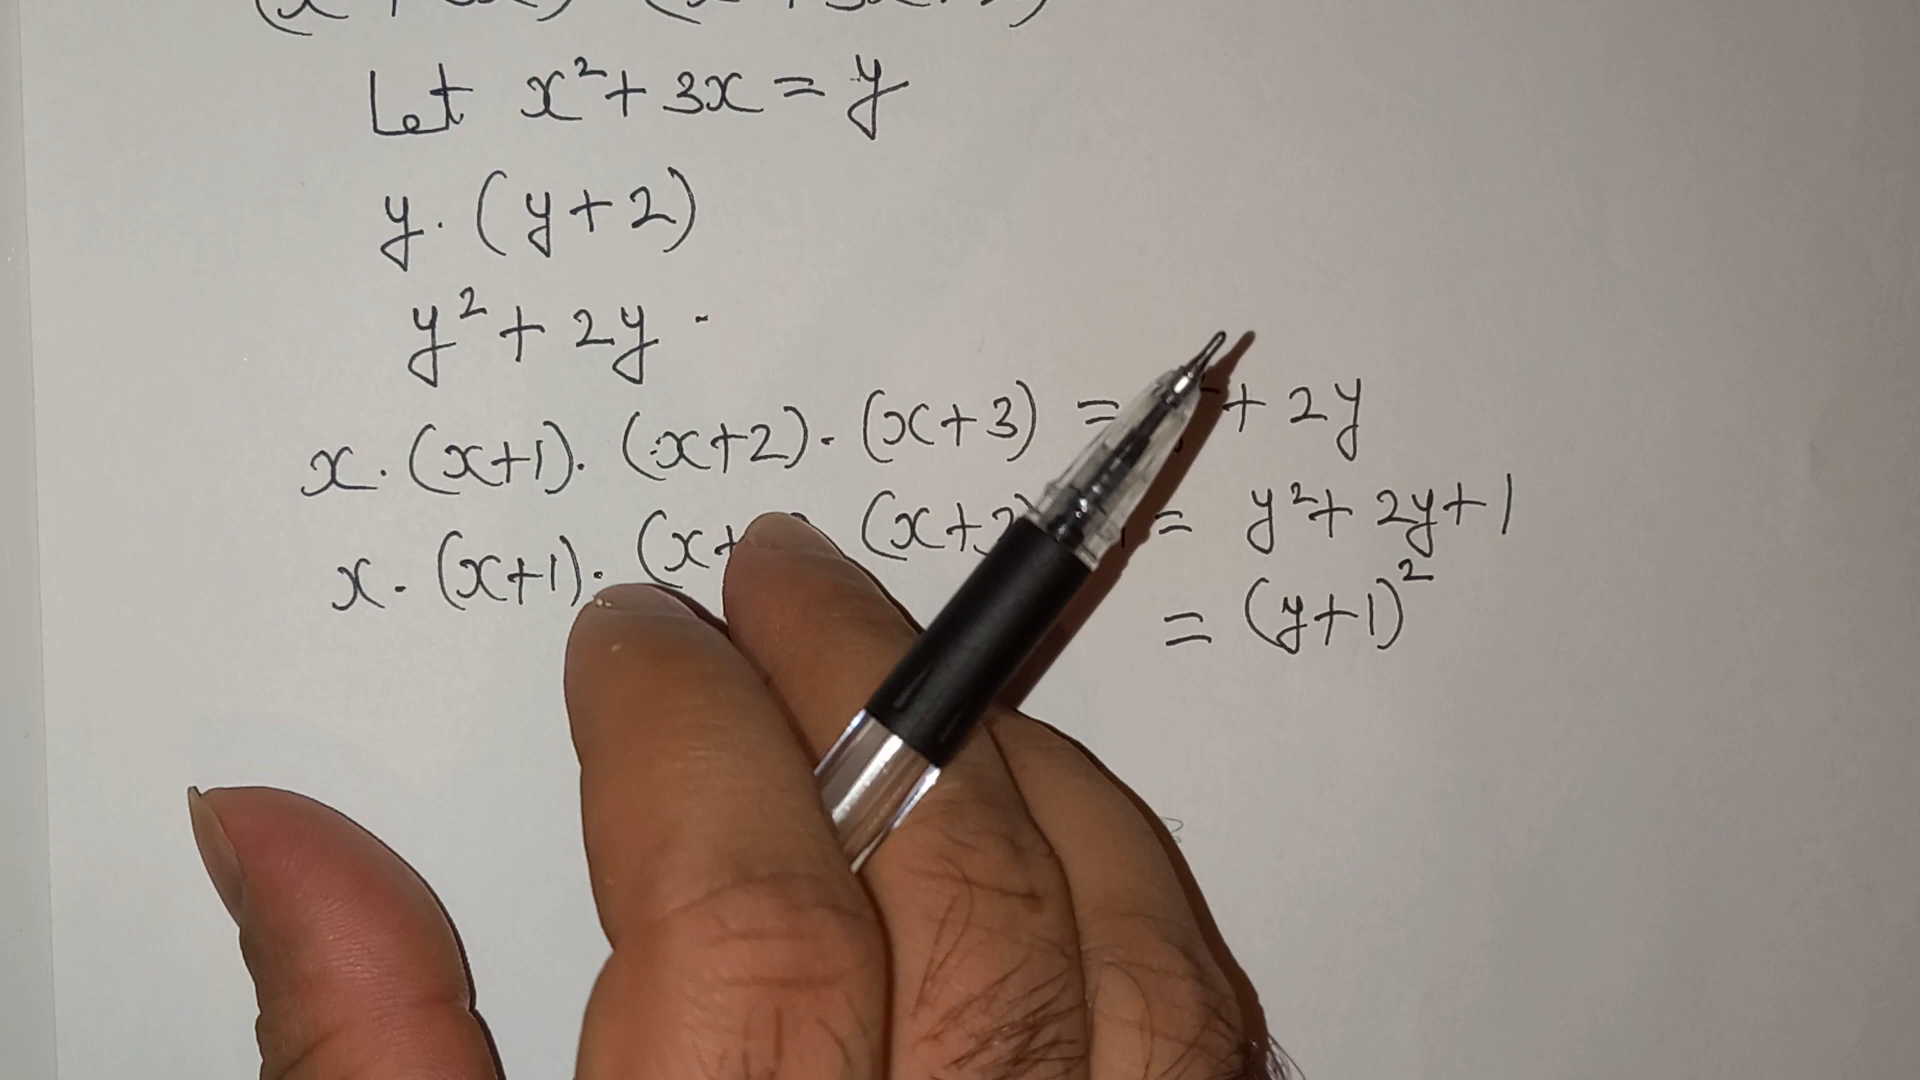 Let x²+ 3x = y
y. (y+2)
y²+ 2y -
x. (x+1). (x+2). (x+3) = + 2y
x. (x+1). (x+ (x+ = y²+ 2y+1
= (y+1)²